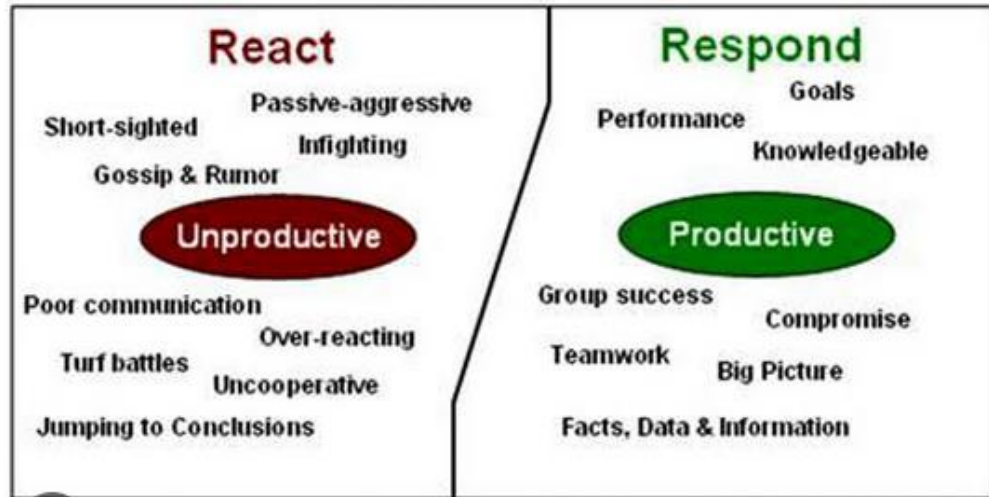 React
Passive-aggressive
Short-sighted
Infighting
Gossip & Rumor
Unproductive
Poor communication
Over-reacting
Turf battles
Uncooperative
Jumping to Conclusions
Respond
Goals
Performance
Knowledgeable
Productive
Group success
Compromise
Teamwork
Big Picture
Facts, Data & Information